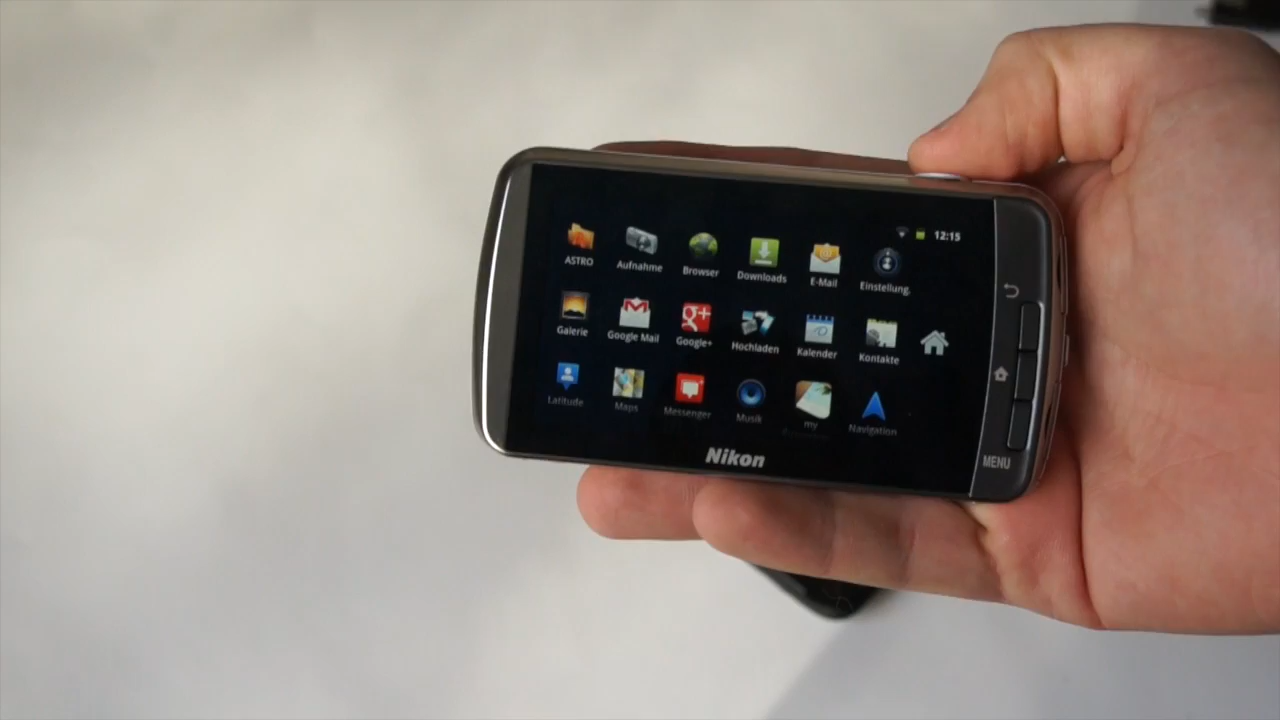 12:15
ASTRO
Aufnahme
Browser
Downloads
E-Mail
Einstellung.
Galerie
Google Mail
g+
Google+
Hochladen
Kalender
Kontakte
Latitude
Maps
Messenger
Musik
my
Navigation
MENU
Nikon